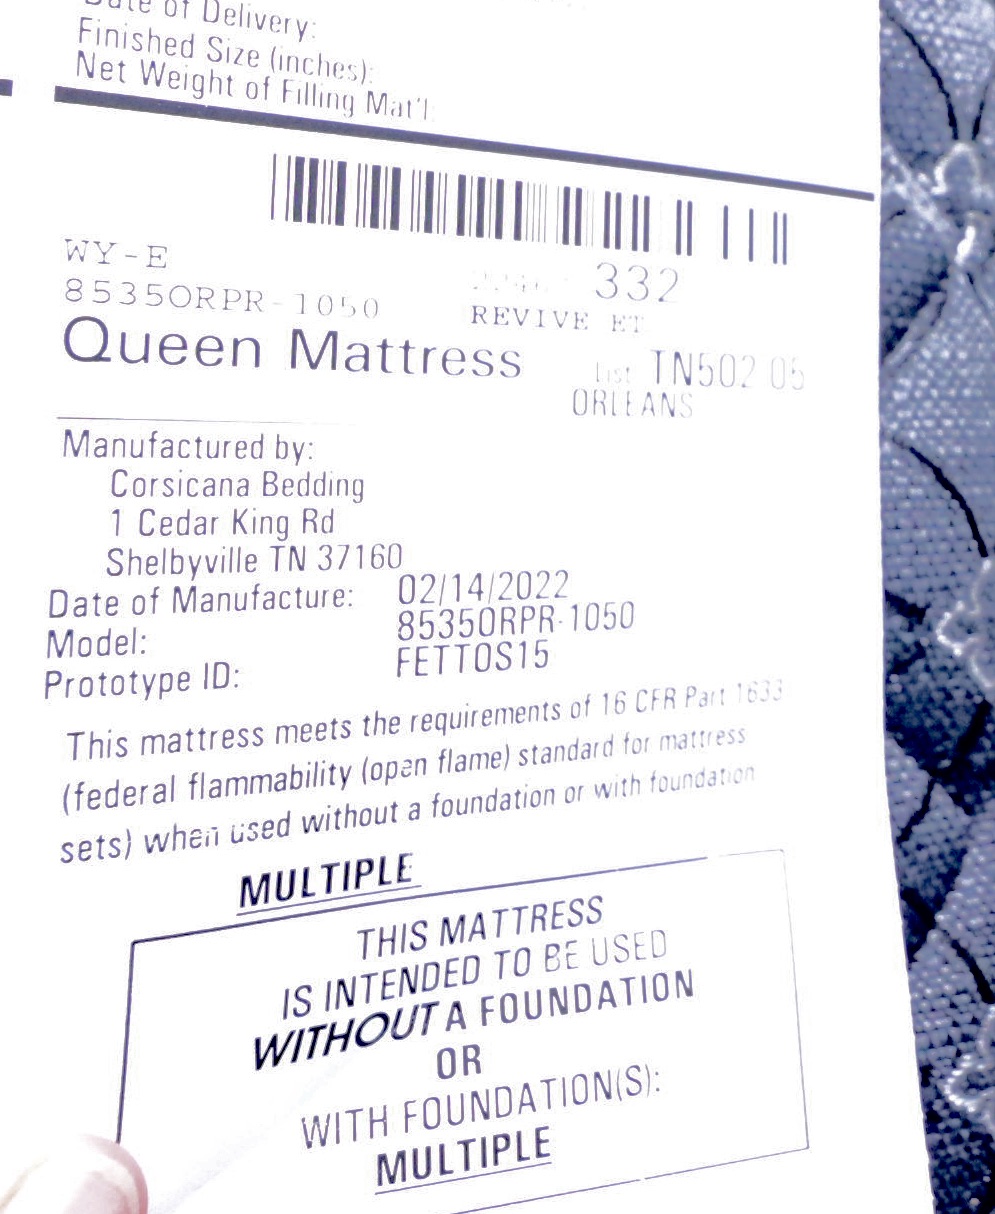 Date of Delivery:
Finished Size (inches):
Net Weight of Filling Mat'l:
WY-E
332
8535ORPR-1050
REVIVE ET
Queen Mattress
List TN502 05
ORLEANS
Manufactured by:
Corsicana Bedding
1 Cedar King Rd
Shelbyville TN 37160
Date of Manufacture: 02/14/2022
Model: 8535ORPR-1050
Prototype ID: FETTOS15
This mattress meets the requirements of 16 CFR Part 1633
(federal flammability (open flame) standard for mattress
sets) when used without a foundation or with foundation
MULTIPLE
THIS MATTRESS
IS INTENDED TO BE USED
WITHOUT A FOUNDATION
OR
WITH FOUNDATION(S):
MULTIPLE